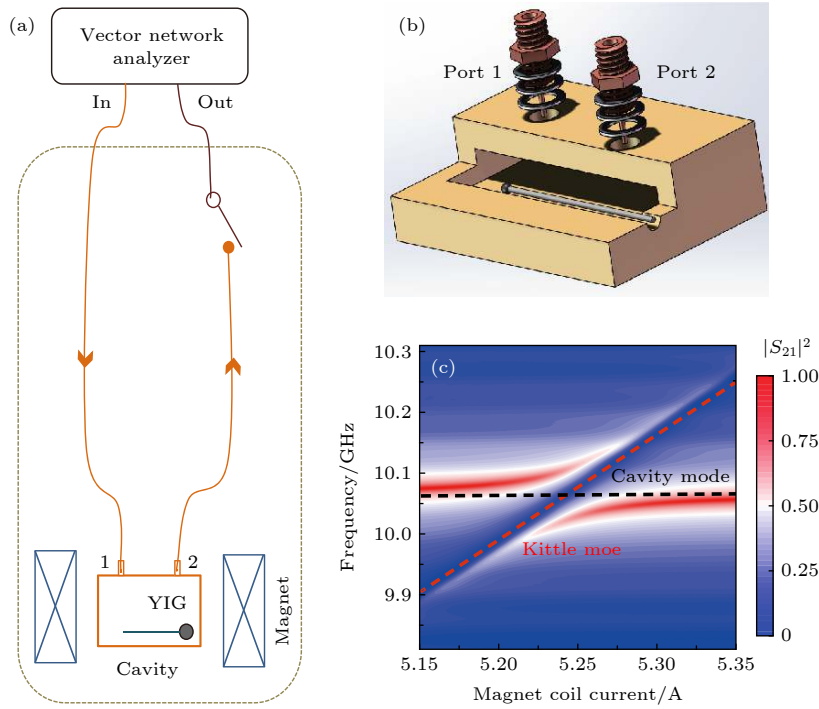 (a)
Vector network
analyzer
In
Out
1
2
YIG
Cavity
Magnet
(b)
Port 1
Port 2
(c)
|S21|²
10.3
10.2
10.1
10.0
9.9
Frequency/GHz
Cavity mode
Kittle moe
5.15
5.20
5.25
5.30
5.35
Magnet coil current/A
1.00
0.75
0.50
0.25
0